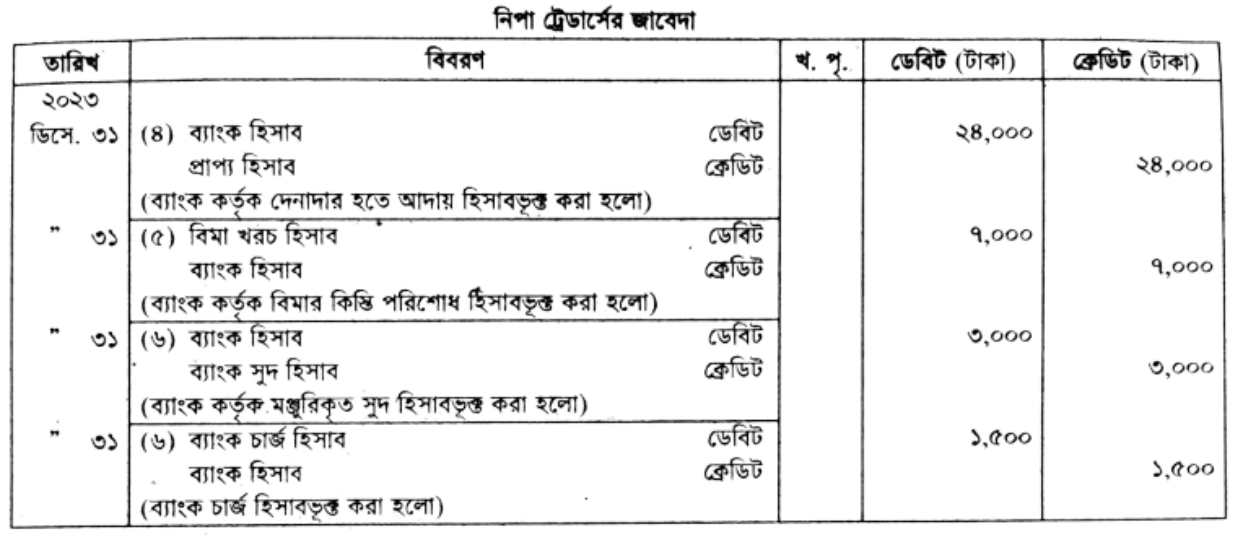 নিপা ট্রেডার্সের জাবেদা
তারিখ বিবরণ খ. পৃ. ডেবিট (টাকা) ক্রেডিট (টাকা)
২০২৩
ডিসে. ৩১ (৪) ব্যাংক হিসাব ডেবিট ২৪,০০০
প্রাপ্য হিসাব ক্রেডিট ২৪,০০০
(ব্যাংক কর্তৃক দেনাদার হতে আদায় হিসাবভূক্ত করা হলো)
" ৩১ (৫) বিমা খরচ হিসাব ডেবিট ৭,০০০
ব্যাংক হিসাব ক্রেডিট ৭,০০০
(ব্যাংক কর্তৃক বিমার কিস্তি পরিশোধ হিসাবভূক্ত করা হলো)
" ৩১ (৬) ব্যাংক হিসাব ডেবিট ৩,০০০
ব্যাংক সুদ হিসাব ক্রেডিট ৩,০০০
(ব্যাংক কর্তৃক মঞ্জুরিকৃত সুদ হিসাবভূক্ত করা হলো)
" ৩১ (৬) ব্যাংক চার্জ হিসাব ডেবিট ১,৫০০
ব্যাংক হিসাব ক্রেডিট ১,৫০০
(ব্যাংক চার্জ হিসাবভূক্ত করা হলো)